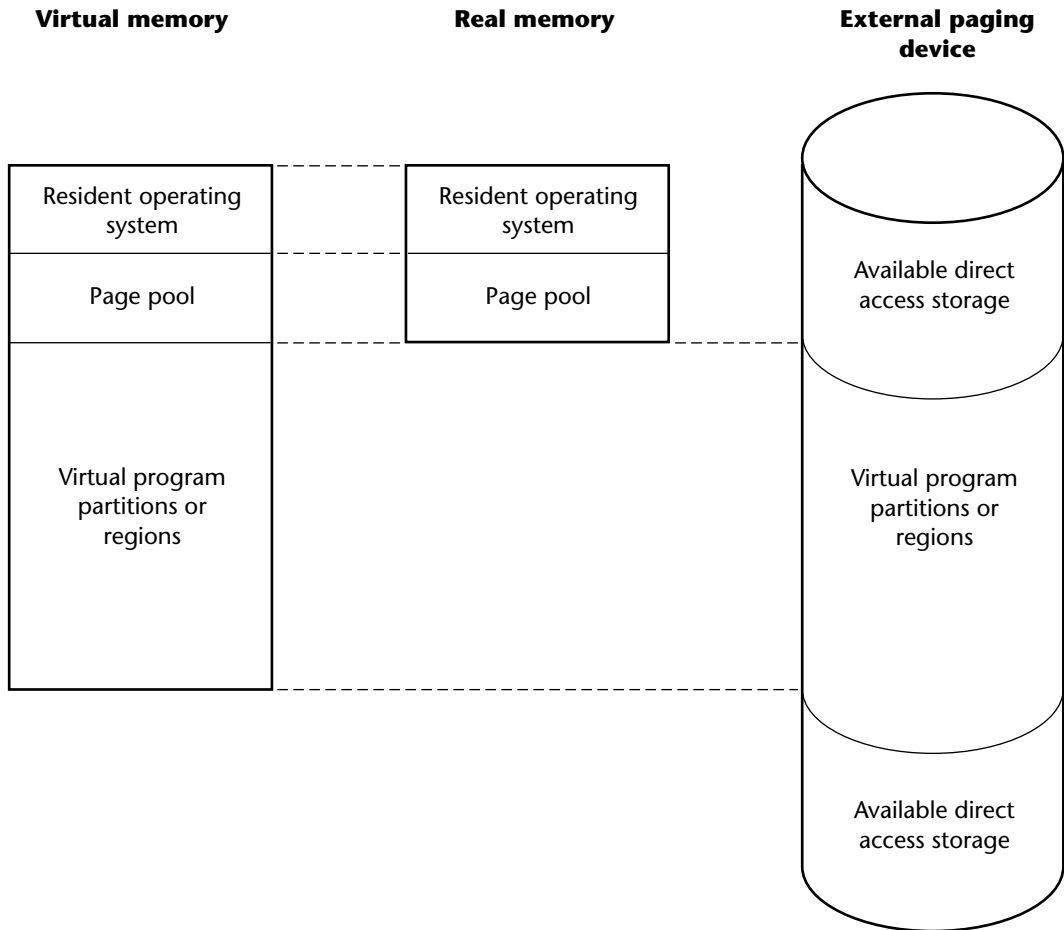 Virtual memory
Real memory
External paging
device
Resident operating
system
Page pool
Virtual program
partitions or
regions
Resident operating
system
Page pool
Available direct
access storage
Virtual program
partitions or
regions
Available direct
access storage